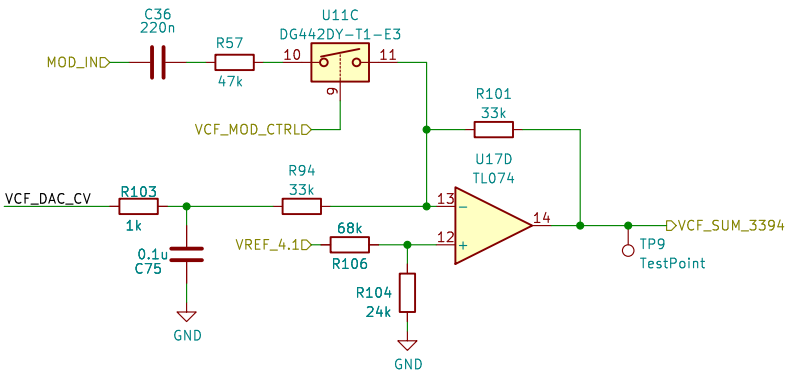 C36
220n
U11C
DG442DY-T1-E3
R57
MOD_IN
10
11
47k
9
R101
33k
VCF_MOD_CTRL
U17D
TL074
R94
33k
VCF_DAC_CV
R103
1k
13
14
VCF_SUM_3394
68k
VREF_4.1
12
R106
TP9
TestPoint
0.1u
C75
R104
24k
GND
GND